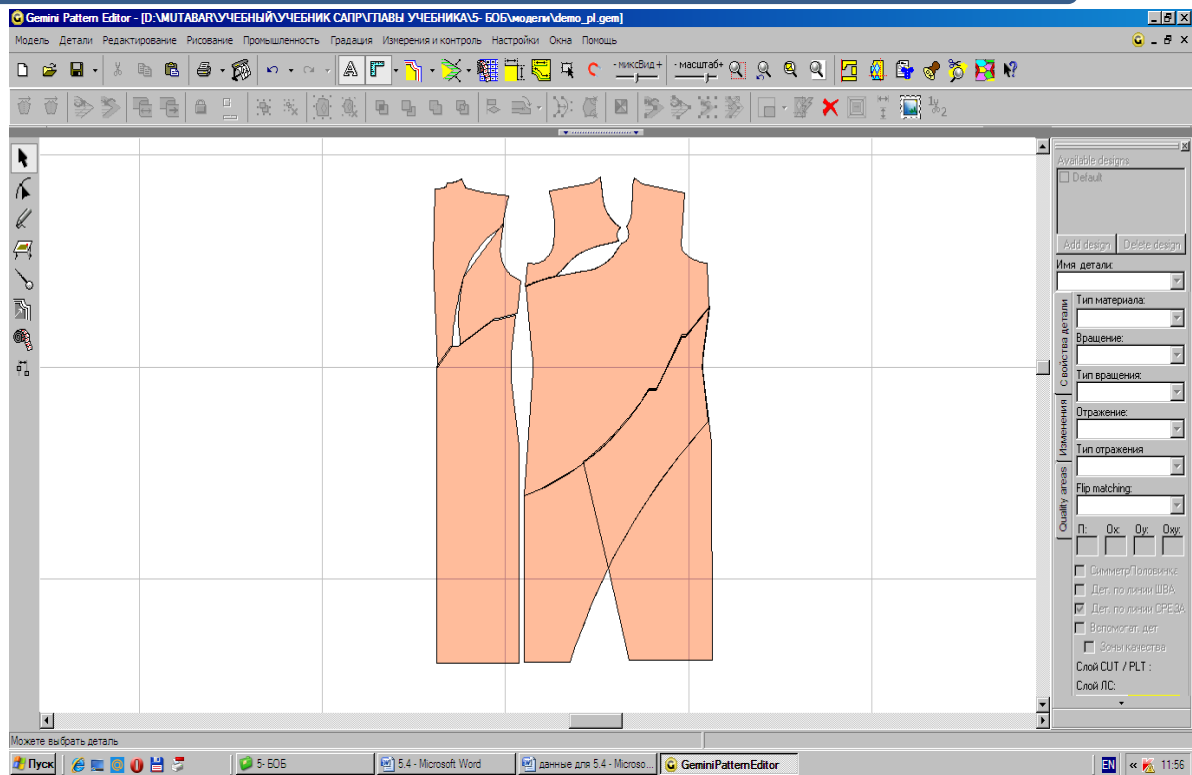 Gemini Pattern Editor - [D:\MUTABAR\УЧЕБНЫЙ\УЧЕБНИК САПР\ГЛАВЫ УЧЕБНИКА\5- БОБ\модели\demo_pl.gem]
Модель Детали Редактирование Рисование Промышленность Градация Измерения и контроль Настройки Окна Помощь
- миксВид + - масштаб+
Available designs
Default
Add design Delete design
Имя детали:
Свойства детали
Изменения
Quality areas
Тип материала:
Вращение:
Тип вращения:
Отражение:
Тип отражения
Flip matching:
П: Ox: Oy: Oxy:
СимметрПоловинка
Дет. по линии ШВА
Дет. по линии СРЕЗА
Вспомогат. дет
Зоны качества
Слой CUT / PLT :
Слой ЛС:
Можете выбрать деталь
Пуск 5- БОБ 5.4 - Microsoft Word данные для 5.4 - Microso... GeminiPatternEditor EN « 11:56